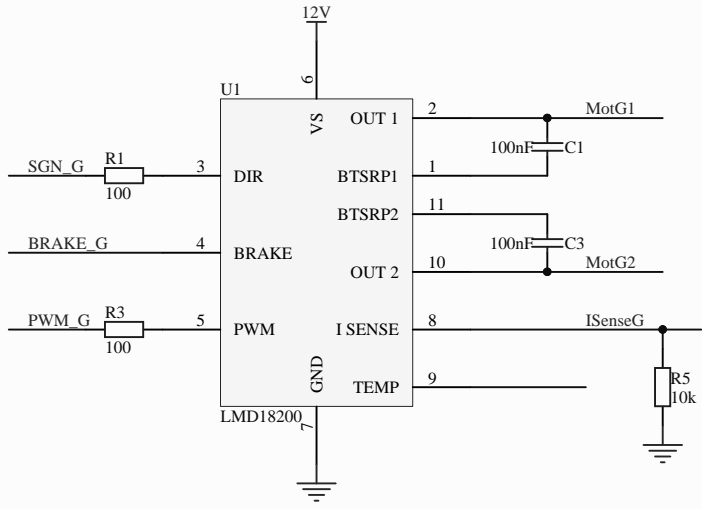 12V
6
U1
VS
OUT 1
2
MotG1
100nF
C1
SGN_G
R1
100
3
DIR
BTSRP1
1
BTSRP2
11
100nF
C3
BRAKE_G
4
BRAKE
OUT 2
10
MotG2
PWM_G
R3
100
5
PWM
I SENSE
8
ISenseG
GND
TEMP
9
R5
10k
LMD18200
7